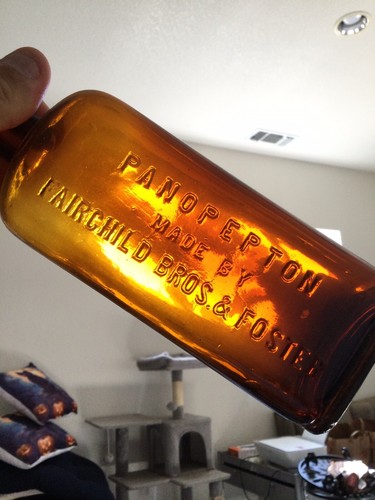 PANOPEPTON
MADE BY
FAIRCHILD BROS. & FOSTER